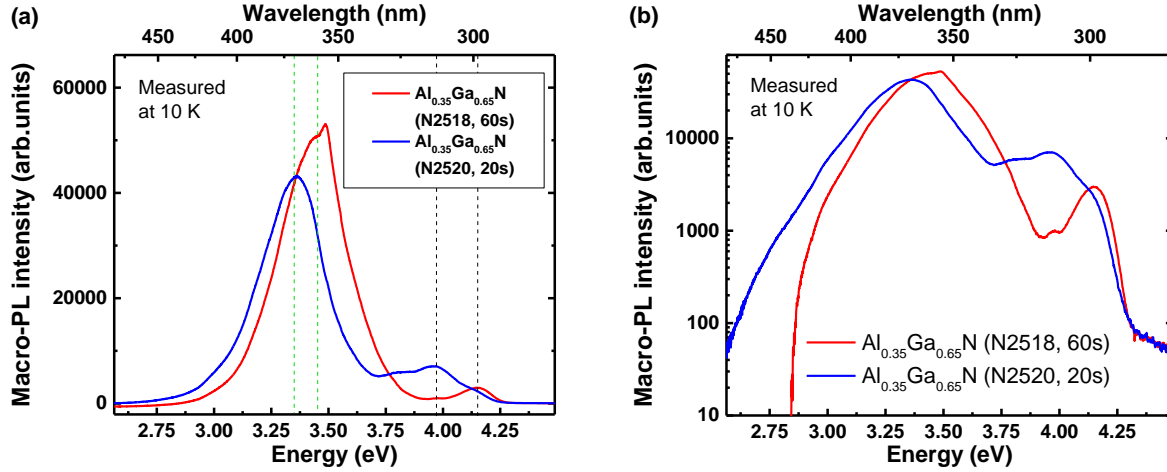 (a)
Wavelength (nm)
450 400 350 300
Macro-PL intensity (arb.units)
60000
40000
20000
0
Measured
at 10 K
Al0.35Ga0.65N
(N2518, 60s)
Al0.35Ga0.65N
(N2520, 20s)
2.75 3.00 3.25 3.50 3.75 4.00 4.25
Energy (eV)
(b)
Wavelength (nm)
450 400 350 300
Macro-PL intensity (arb.units)
10000
1000
100
10
Measured
at 10 K
Al0.35Ga0.65N (N2518, 60s)
Al0.35Ga0.65N (N2520, 20s)
2.75 3.00 3.25 3.50 3.75 4.00 4.25
Energy (eV)